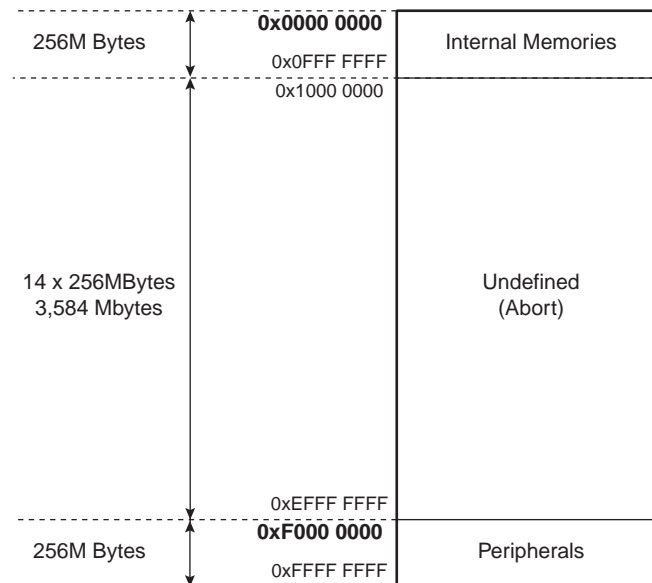 0x0000 0000
256M Bytes
Internal Memories
0x0FFF FFFF
0x1000 0000
14 x 256MBytes
3,584 Mbytes
Undefined
(Abort)
0xEFFF FFFF
0xF000 0000
256M Bytes
Peripherals
0xFFFF FFFF